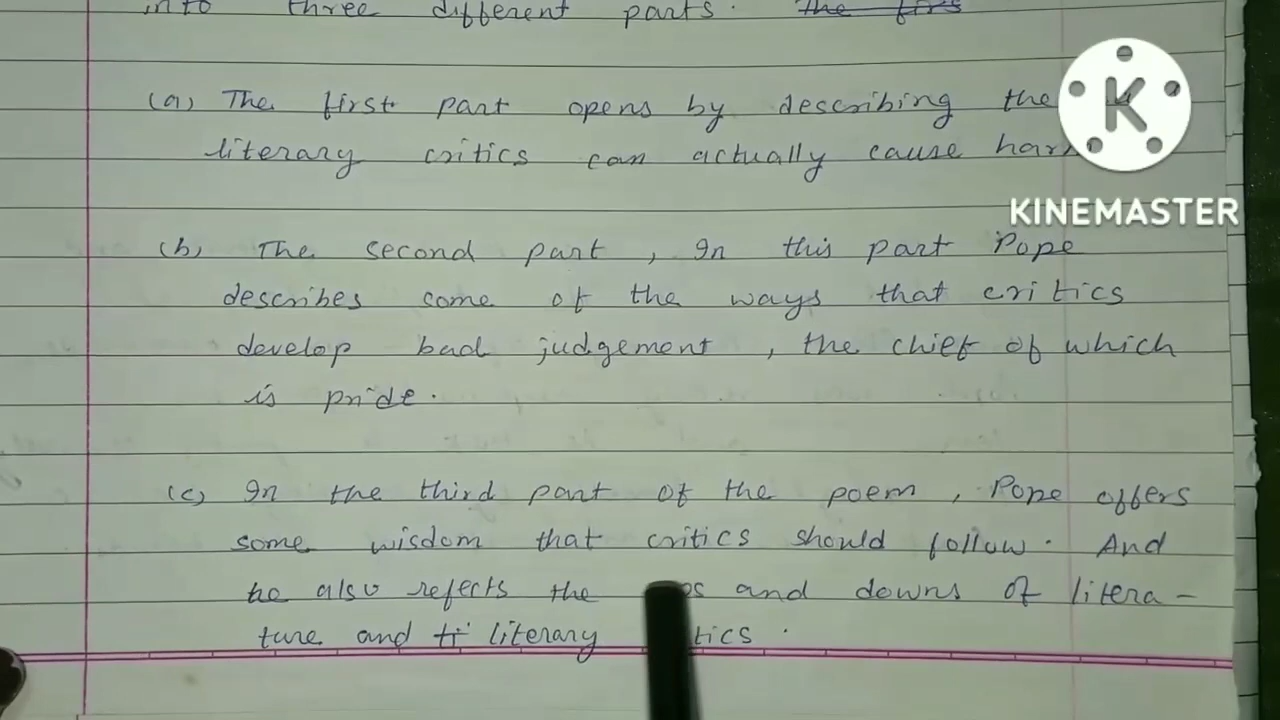 into three different parts. The firs
(a) The first part opens by describing the
literary critics can actually cause
KINEMASTER
(b) The second part, In this part Pope
describes some of the ways that critics
develop bad judgement, the chief of which
is pride.
(c) In the third part of the poem, Pope offers
some wisdom that critics should follow. And
he also refects the and downs of litera-
ture and literary